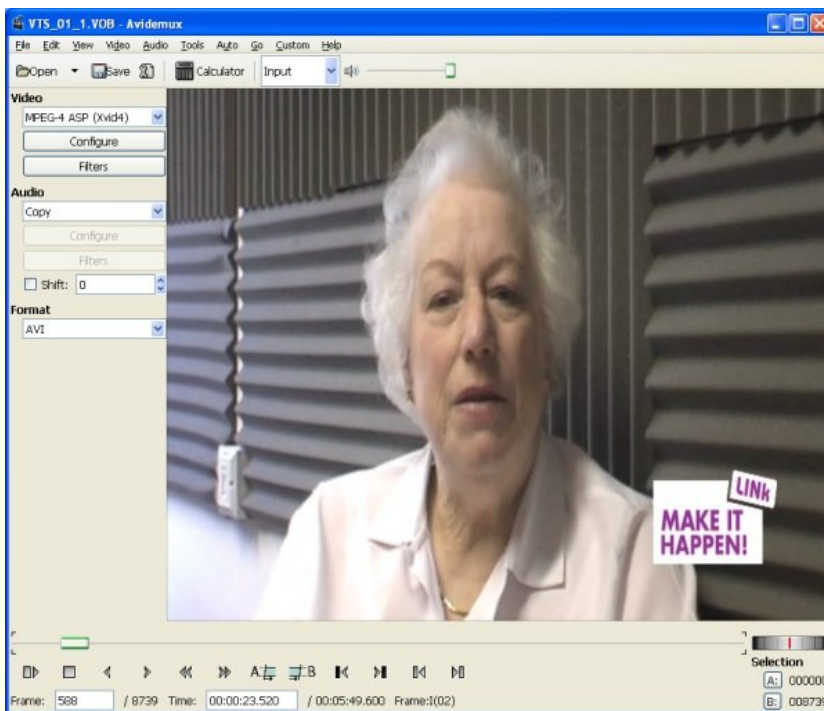 VTS_01_1.VOB - Avidemux
File Edit View Video Audio Tools Auto Go Custom Help
Open Save Calculator Input
Video
MPEG-4 ASP (Xvid4)
Configure
Filters
Audio
Copy
Configure
Filters
Shift: 0
Format
AVI
LINk
MAKE IT
HAPPEN!
A B
Selection
A: 000000
B: 008739
Frame: 588 / 8739 Time: 00:00:23.520 / 00:05:49.600 Frame:I(02)